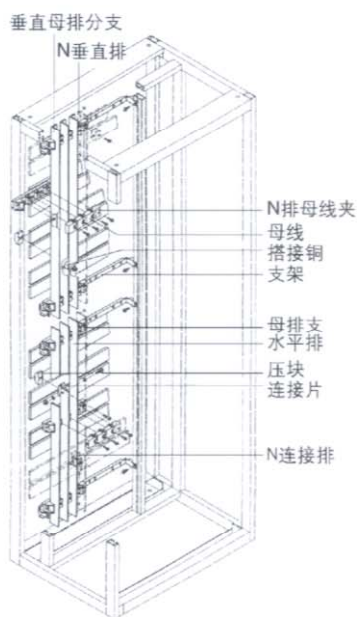 垂直母排分支
N垂直排
N排母线夹
母线
搭接铜
支架
母排支
水平排
压块
连接片
N连接排